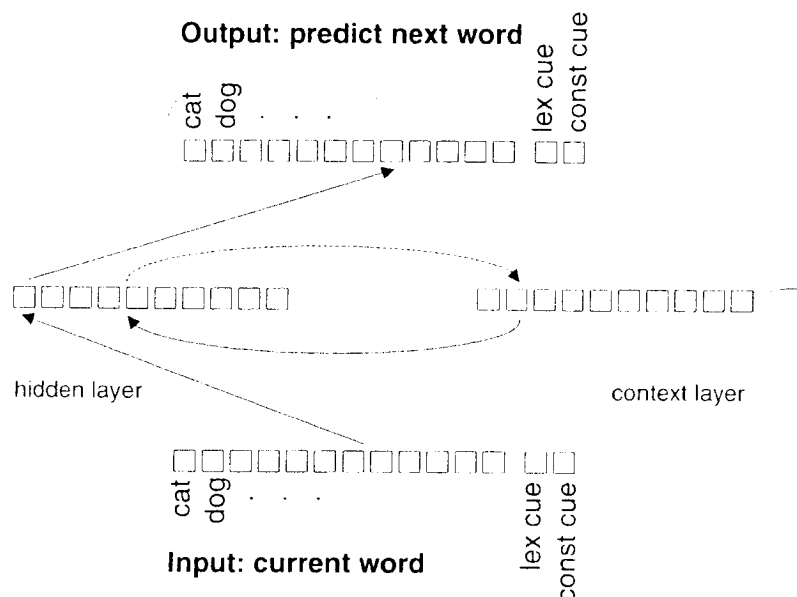 Output: predict next word
cat
dog
. . .
lex cue
const cue
hidden layer
context layer
cat
dog
. . .
lex cue
const cue
Input: current word